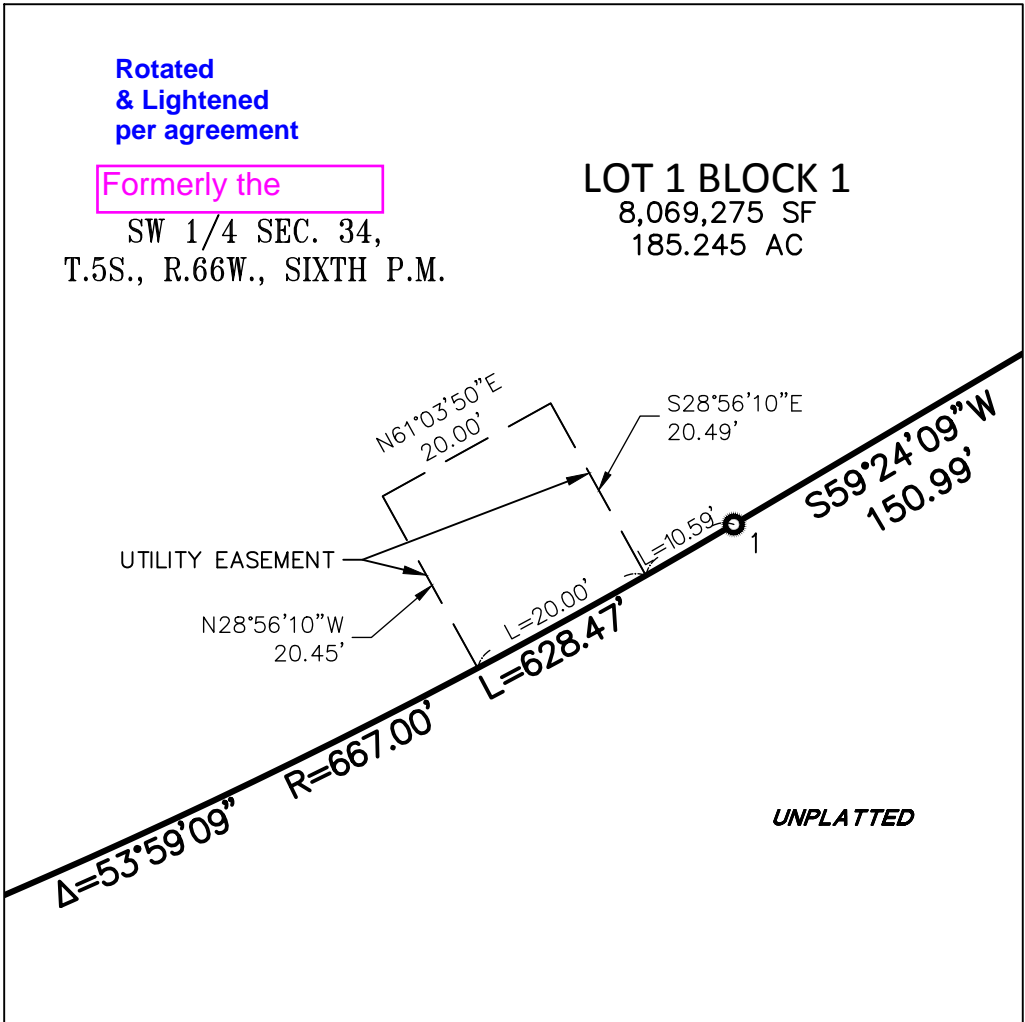 Rotated
& Lightened
per agreement
Formerly the
SW 1/4 SEC. 34,
T.5S., R.66W., SIXTH P.M.
LOT 1 BLOCK 1
8,069,275 SF
185.245 AC
N61°03'50"E
20.00'
S28°56'10"E
20.49'
S59°24'09"W
150.99'
L=10.59'
1
UTILITY EASEMENT
N28°56'10"W
20.45'
L=20.00'
L=628.47'
R=667.00'
Δ=53°59'09"
UNPLATTED